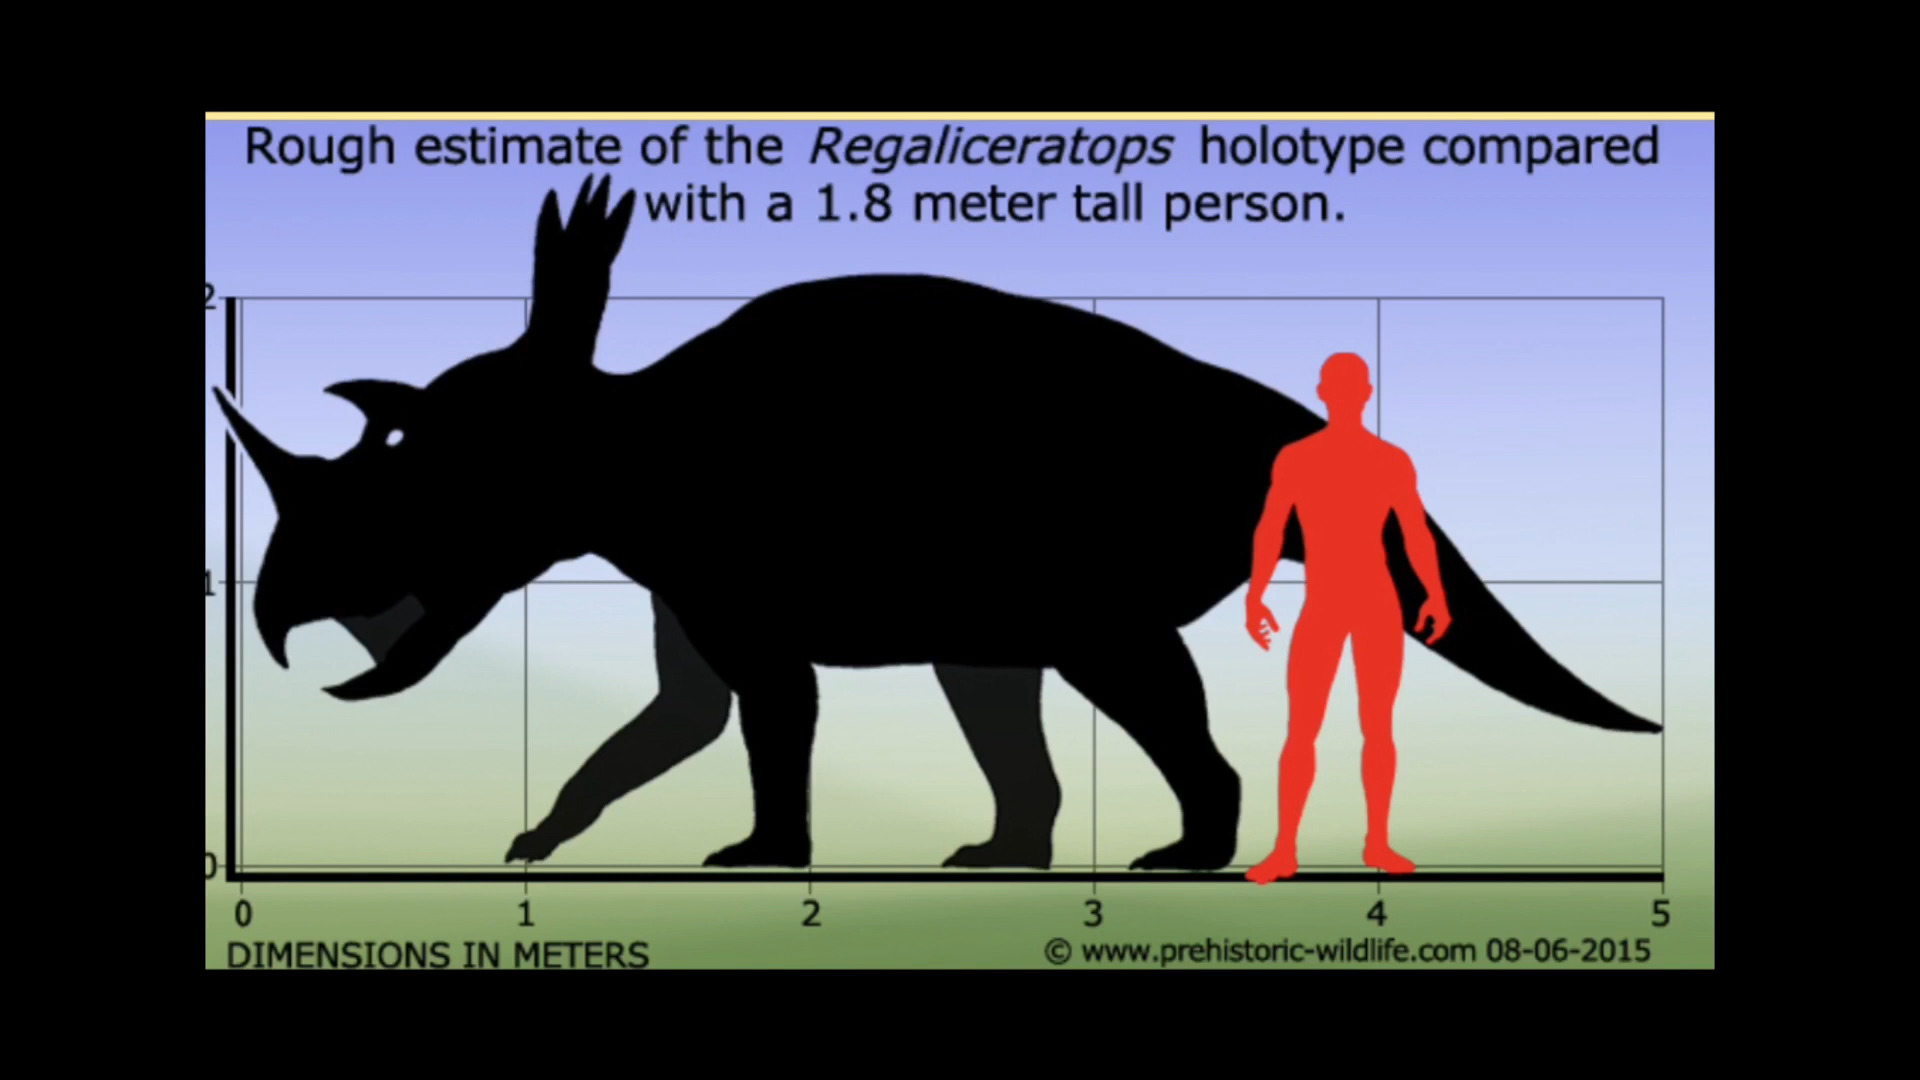 Rough estimate of the Regaliceratops holotype compared
with a 1.8 meter tall person.
2
1
0
0 1 2 3 4 5
DIMENSIONS IN METERS
© www.prehistoric-wildlife.com 08-06-2015